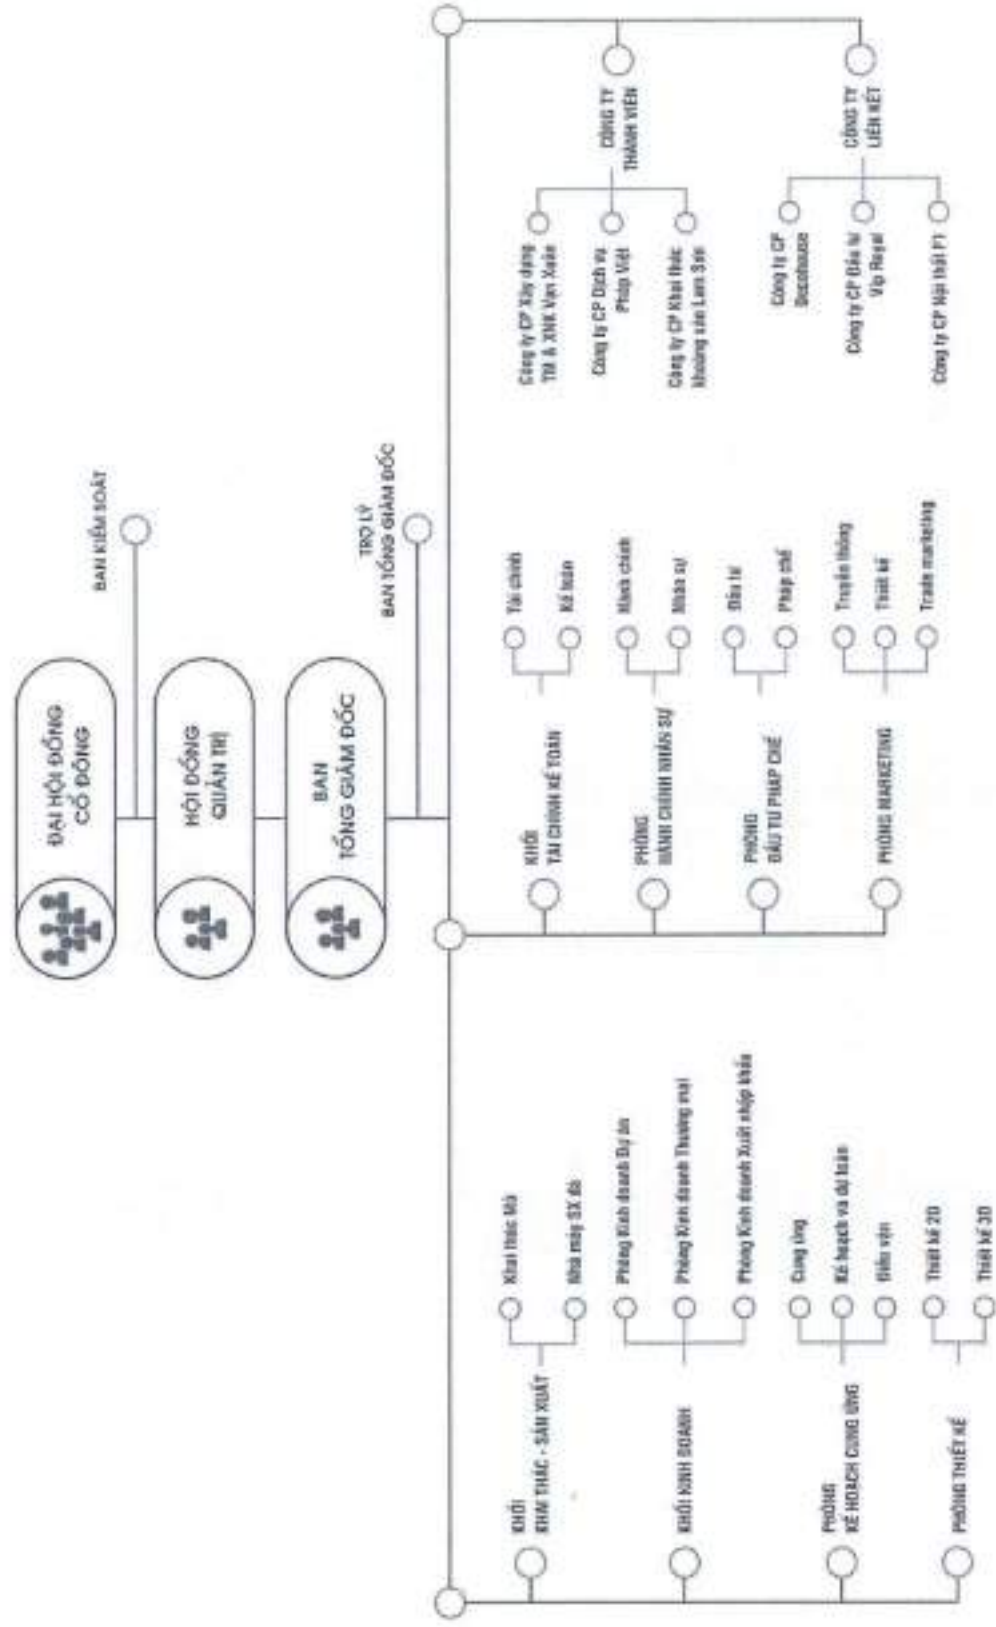 ĐẠI HỘI ĐỒNG
CỔ ĐÔNG
BAN KIỂM SOÁT
HỘI ĐỒNG
QUẢN TRỊ
BAN
TỔNG GIÁM ĐỐC
TRỢ LÝ
BAN TỔNG GIÁM ĐỐC
KHỐI
KHAI THÁC - SẢN XUẤT
Khai thác Mỏ
Nhà máy SX đá
KHỐI KINH DOANH
Phòng Kinh doanh Dự án
Phòng Kinh doanh Thương mại
Phòng Kinh doanh Xuất nhập khẩu
PHÒNG
KẾ HOẠCH CUNG ỨNG
Cung ứng
Kế hoạch và dự toán
Điều vận
PHÒNG THIẾT KẾ
Thiết kế 2D
Thiết kế 3D
KHỐI
TÀI CHÍNH KẾ TOÁN
Tài chính
Kế toán
PHÒNG
HÀNH CHÍNH NHÂN SỰ
Hành chính
Nhân sự
PHÒNG
ĐẦU TƯ PHÁP CHẾ
Đầu tư
Pháp chế
PHÒNG MARKETING
Truyền thông
Thiết kế
Trade marketing
CÔNG TY
THÀNH VIÊN
Công ty CP Xây dựng
TM & XNK Vạn Xuân
Công ty CP Dịch vụ
Pháp Việt
Công ty CP Khai thác
khoáng sản Lam Sơn
CÔNG TY
LIÊN KẾT
Công ty CP
Decohouse
Công ty CP Đầu tư
Vip Royal
Công ty CP Nội thất P1